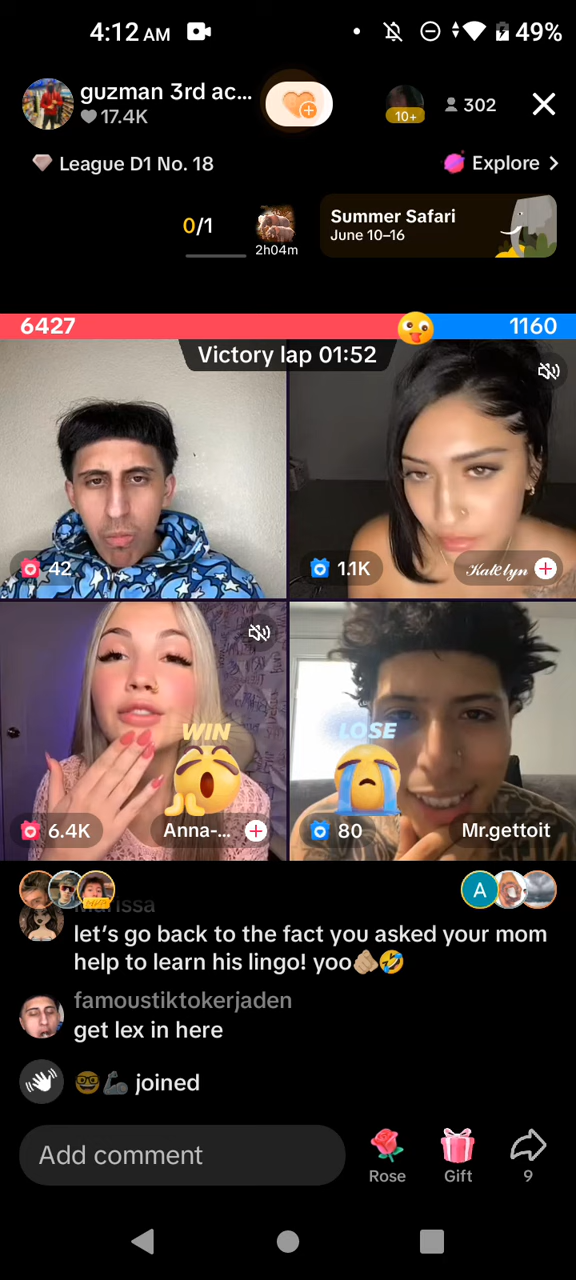 4:12 AM
49%
guzman 3rd ac...
17.4K
10+
302
League D1 No. 18
Explore
0/1
2h04m
Summer Safari
June 10–16
6427
1160
Victory lap 01:52
42
1.1K
𝒦𝒶𝓉𝑒𝓁𝓎𝓃
WIN
LOSE
6.4K
Anna-...
80
Mr.gettoit
A
Marissa
let’s go back to the fact you asked your mom
help to learn his lingo! yoo🫵🏼🤣
famoustiktokerjaden
get lex in here
🤓🦾 joined
Add comment
Rose
Gift
9